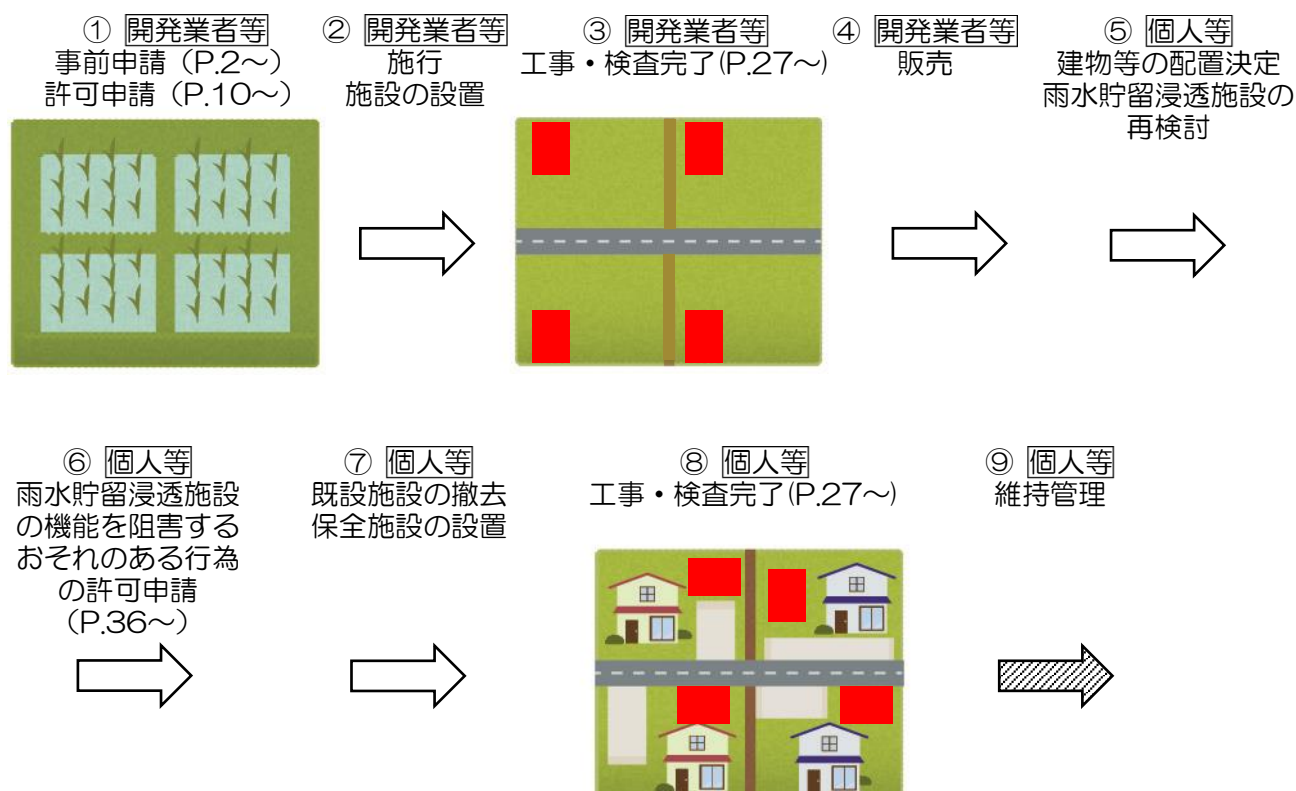 ① 開発業者等
事前申請（P.2～）
許可申請（P.10～）
② 開発業者等
施行
施設の設置
③ 開発業者等
工事・検査完了(P.27～)
④ 開発業者等
販売
⑤ 個人等
建物等の配置決定
雨水貯留浸透施設の
再検討
⑥ 個人等
雨水貯留浸透施設
の機能を阻害する
おそれのある行為
の許可申請
（P.36～）
⑦ 個人等
既設施設の撤去
保全施設の設置
⑧ 個人等
工事・検査完了(P.27～)
⑨ 個人等
維持管理